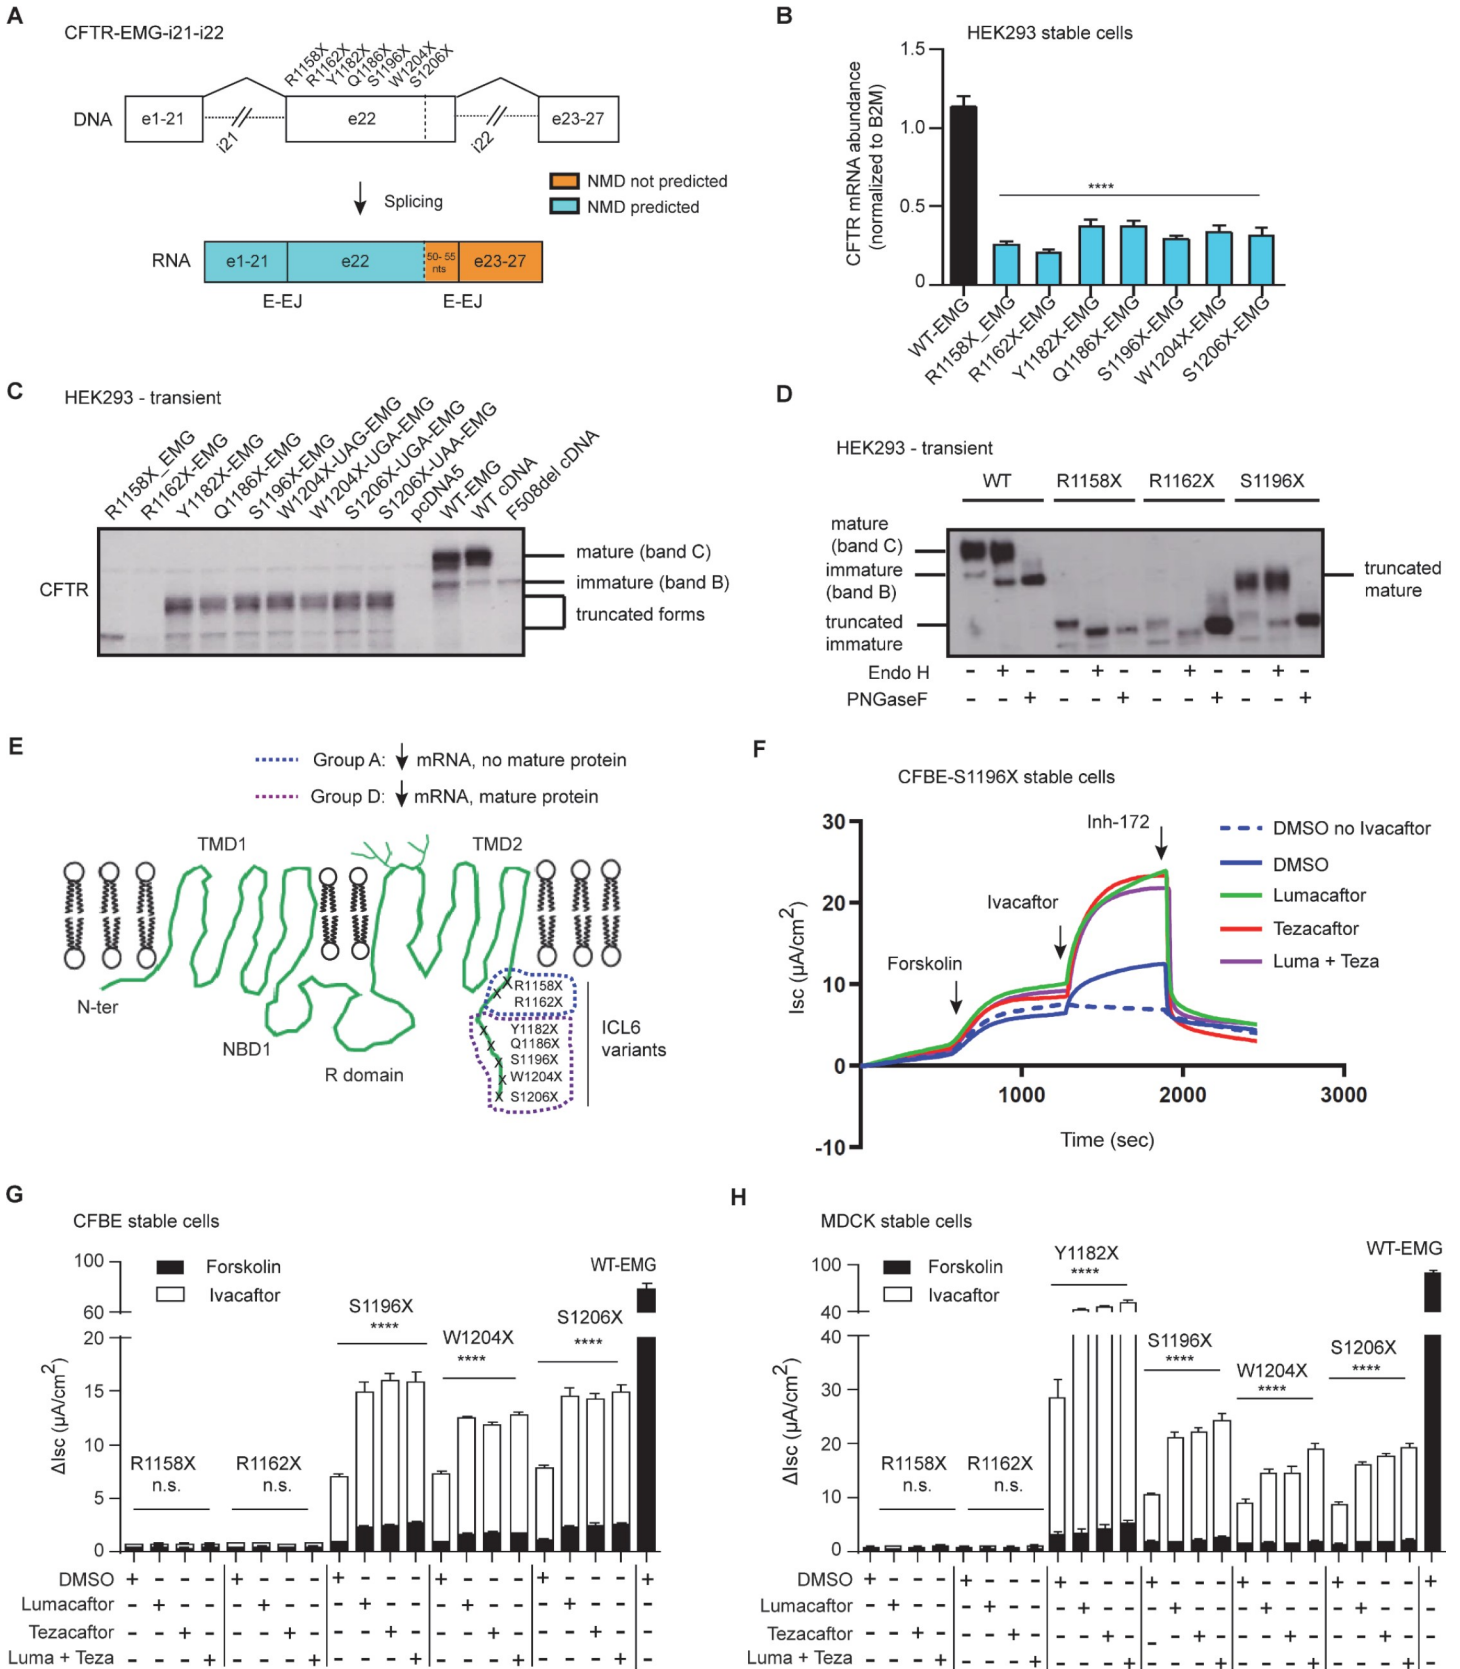 A
CFTR-EMG-i21-i22
R1158X
R1162X
Y1182X
Q1186X
S1196X
W1204X
S1206X
DNA
e1-21
i21
e22
i22
e23-27
Splicing
NMD not predicted
NMD predicted
RNA
e1-21
e22
50- 55
nts
e23-27
E-EJ
E-EJ
B
HEK293 stable cells
CFTR mRNA abundance
(normalized to B2M)
1.5
1.0
0.5
0
****
WT-EMG
R1158X_EMG
R1162X-EMG
Y1182X-EMG
Q1186X-EMG
S1196X-EMG
W1204X-EMG
S1206X-EMG
C
HEK293 - transient
R1158X_EMG
R1162X-EMG
Y1182X-EMG
Q1186X-EMG
S1196X-EMG
W1204X-UAG-EMG
W1204X-UGA-EMG
S1206X-UGA-EMG
S1206X-UAA-EMG
pcDNA5
WT-EMG
WT cDNA
F508del cDNA
CFTR
mature (band C)
immature (band B)
truncated forms
D
HEK293 - transient
WT R1158X R1162X S1196X
mature
(band C)
immature
(band B)
truncated
immature
truncated
mature
Endo H - + - - + - - + - - + -
PNGaseF - - + - - + - - + - - +
E
Group A: ↓ mRNA, no mature protein
Group D: ↓ mRNA, mature protein
TMD1
TMD2
N-ter
NBD1
R domain
X
X
R1158X
R1162X
X
Y1182X
X
Q1186X
X
S1196X
X
W1204X
X
S1206X
ICL6
variants
F
CFBE-S1196X stable cells
Isc (µA/cm2)
30
20
10
0
-10
1000
2000
3000
Time (sec)
Forskolin
Ivacaftor
Inh-172
DMSO no Ivacaftor
DMSO
Lumacaftor
Tezacaftor
Luma + Teza
G
CFBE stable cells
ΔIsc (µA/cm2)
100
60
20
15
10
5
0
Forskolin
Ivacaftor
R1158X
n.s.
R1162X
n.s.
S1196X
****
W1204X
****
S1206X
****
WT-EMG
DMSO + - - - + - - - + - - - + - - - + - - - +
Lumacaftor - + - - - + - - - + - - - + - - - + - - -
Tezacaftor - - + - - - + - - - + - - - + - - - + - -
Luma + Teza - - - + - - - + - - - + - - - + - - - + -
H
MDCK stable cells
ΔIsc (µA/cm2)
100
40
40
30
20
10
0
Forskolin
Ivacaftor
R1158X
n.s.
R1162X
n.s.
Y1182X
****
S1196X
****
W1204X
****
S1206X
****
WT-EMG
DMSO + - - - + - - - + - - - + - - - + - - - + - - - +
Lumacaftor - + - - - + - - - + - - - + - - - + - - - + - - -
Tezacaftor - - + - - - + - - - + - - - + - - - + - - - + - -
Luma + Teza - - - + - - - + - - - + - - - + - - - + - - - + -